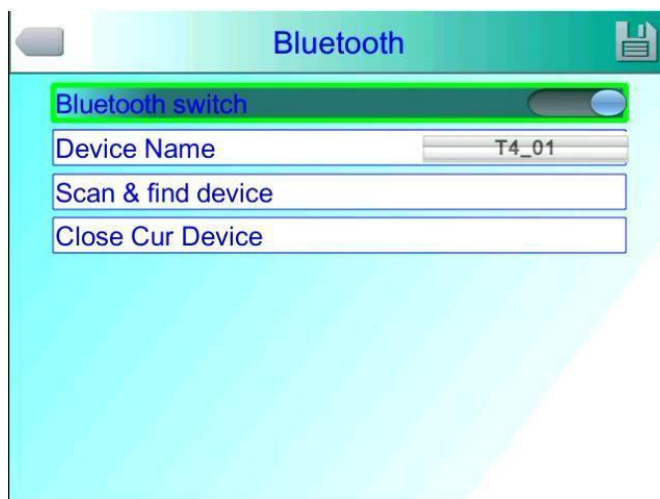 Bluetooth
Bluetooth switch
Device Name T4_01
Scan & find device
Close Cur Device